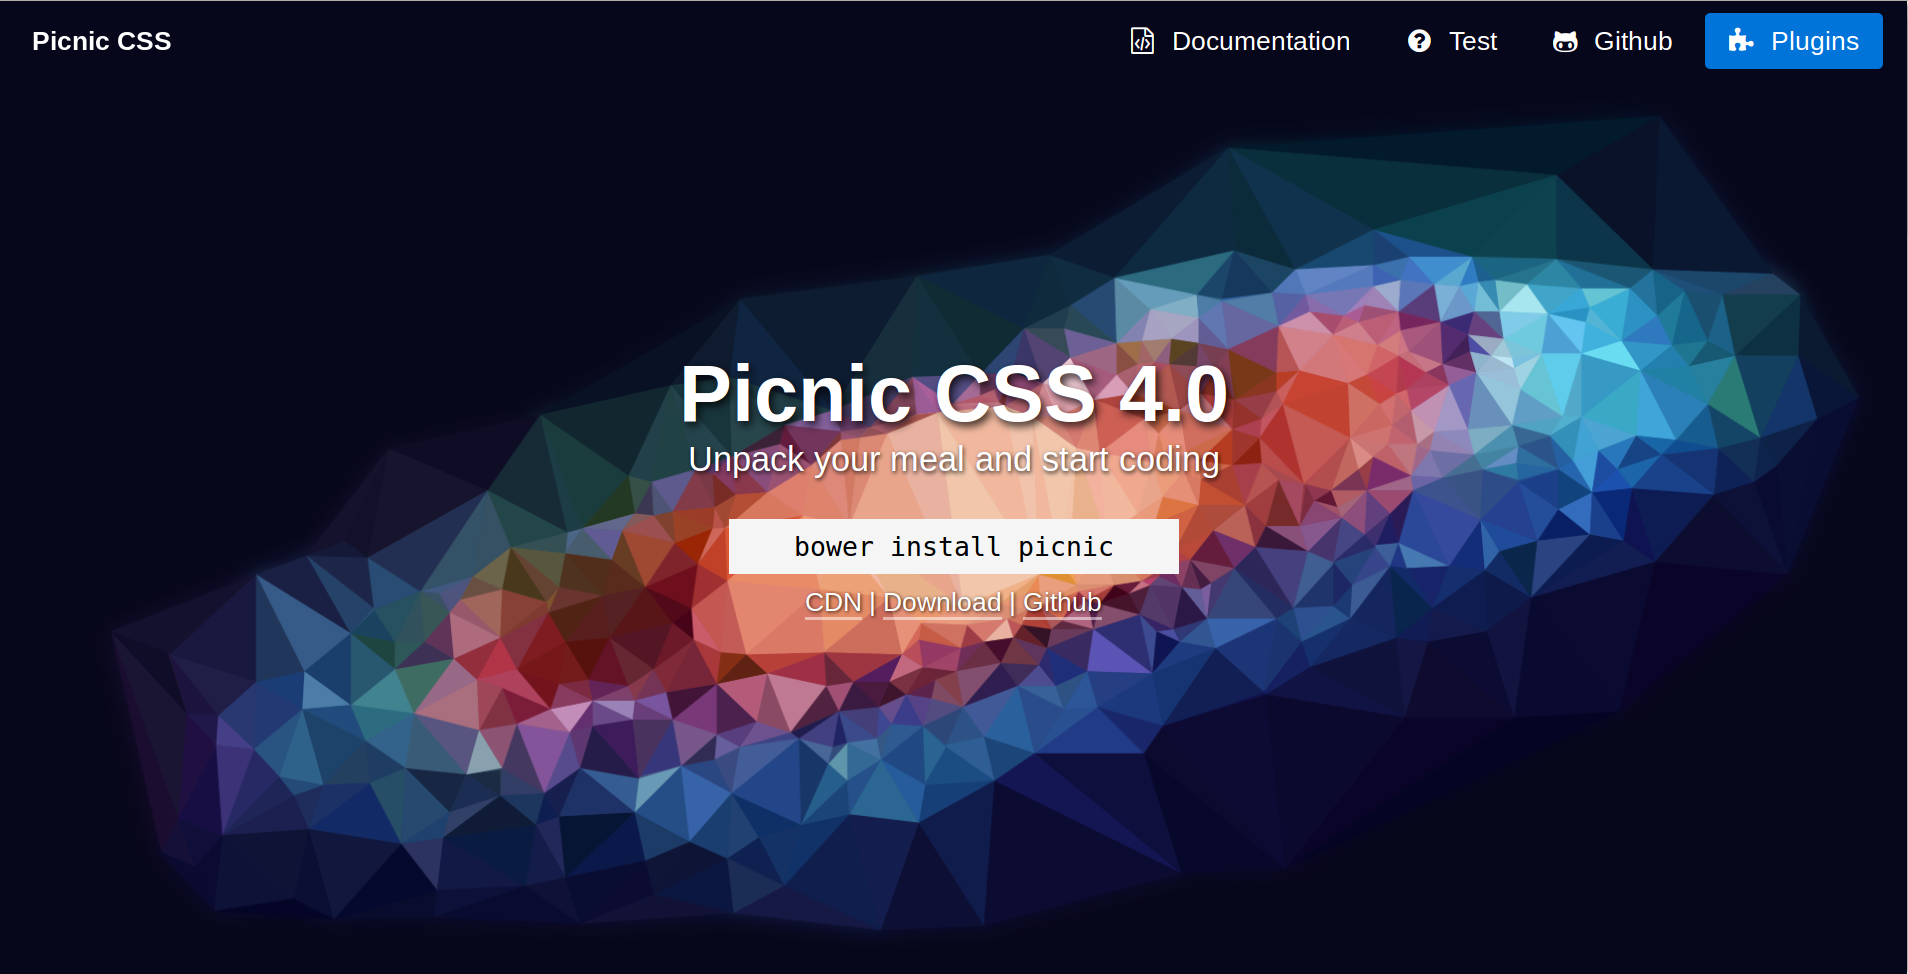 Picnic CSS
Documentation
Test
Github
Plugins
Picnic CSS 4.0
Unpack your meal and start coding
bower install picnic
CDN | Download | Github